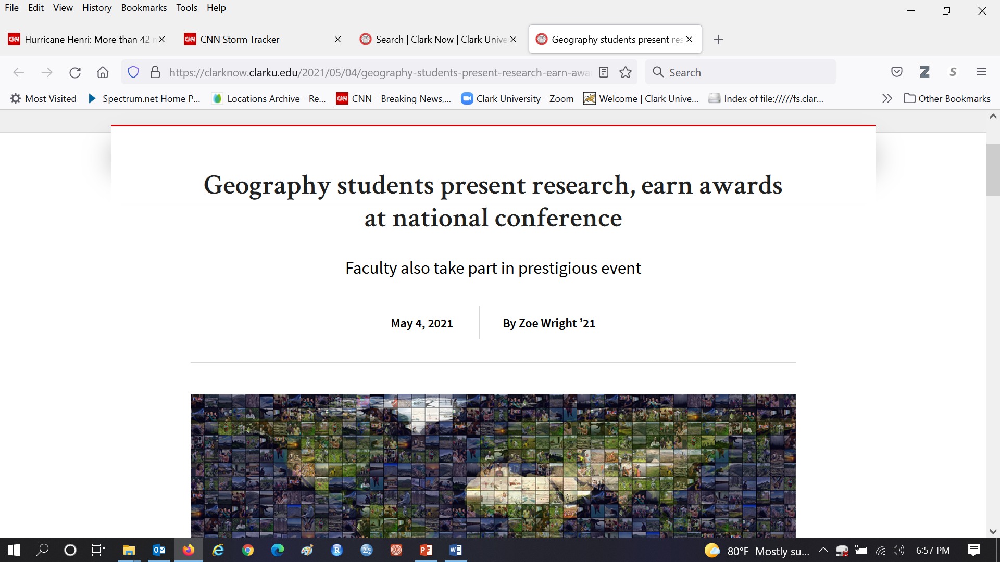 File Edit View History Bookmarks Tools Help
Hurricane Henri: More than 42
CNN Storm Tracker
Search | Clark Now | Clark Unive
Geography students present res
https://clarknow.clarku.edu/2021/05/04/geography-students-present-research-earn-awa
Search
Most Visited
Spectrum.net Home P...
Locations Archive - Re...
CNN - Breaking News,...
Clark University - Zoom
Welcome | Clark Unive...
Index of file://///fs.clar...
Other Bookmarks
Geography students present research, earn awards
at national conference
Faculty also take part in prestigious event
May 4, 2021
By Zoe Wright ’21
80°F Mostly su...
6:57 PM